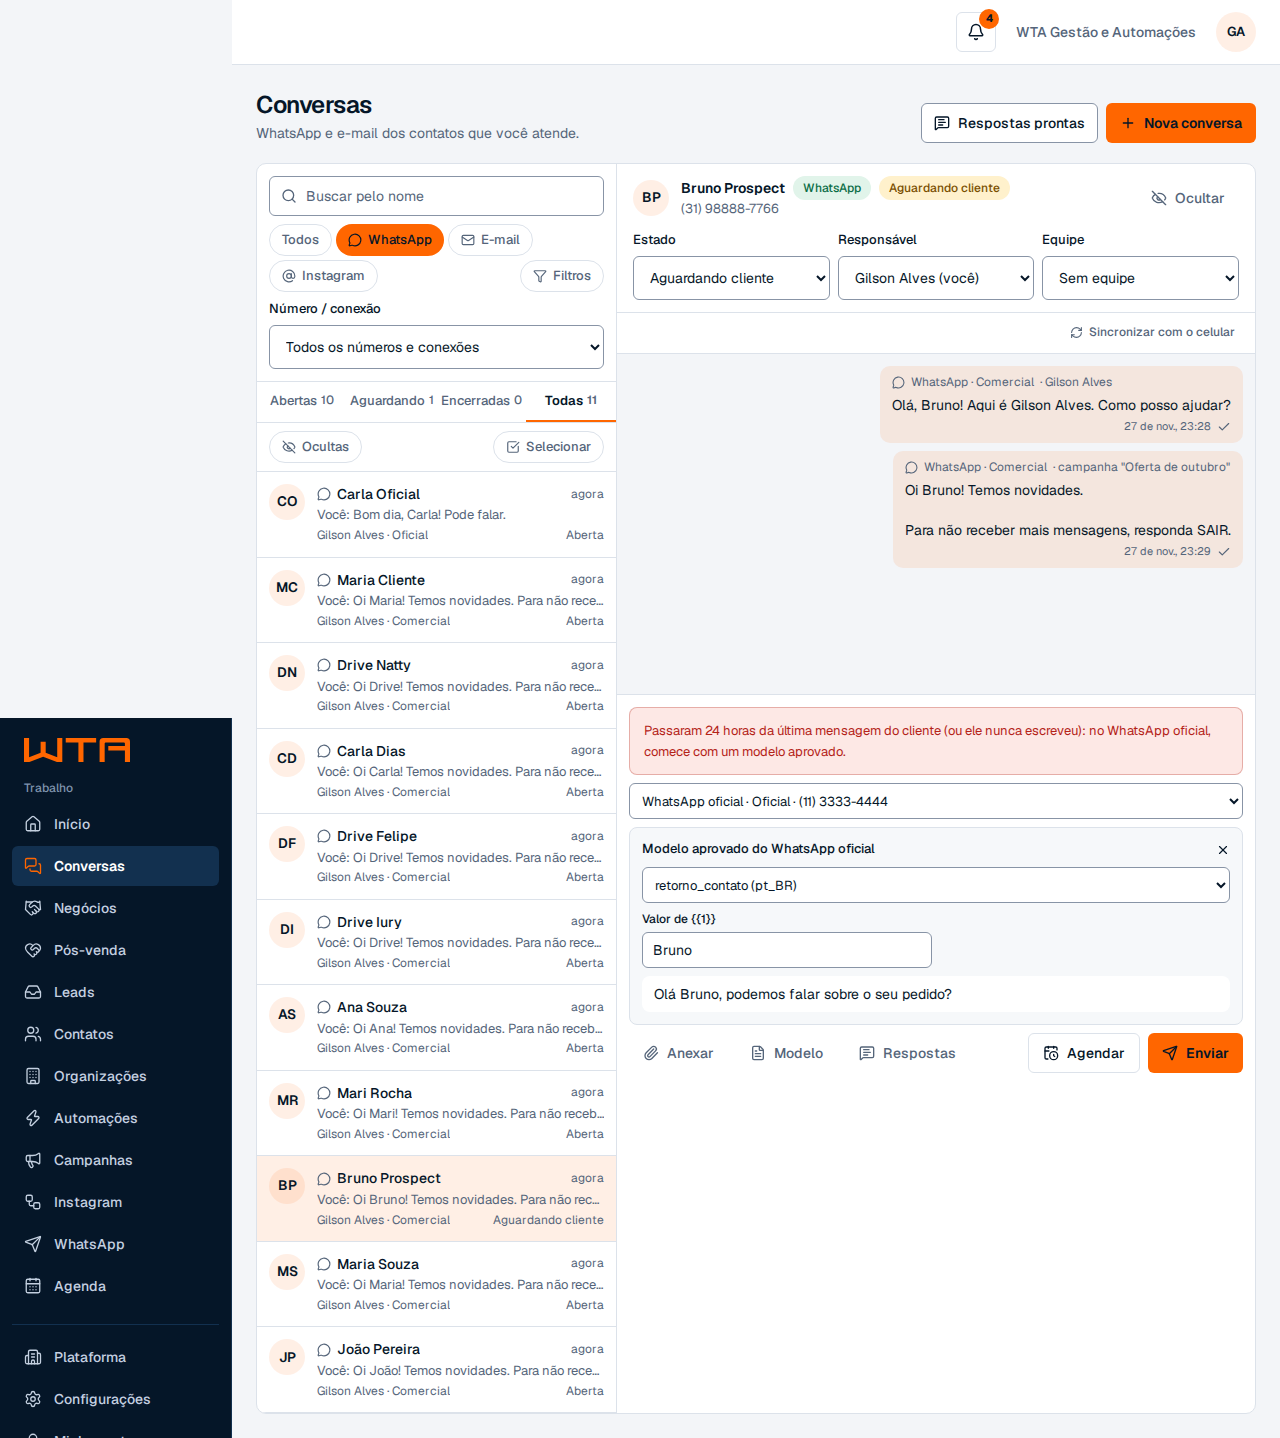 4
WTA Gestão e Automações
GA
Conversas
WhatsApp e e-mail dos contatos que você atende.
Respostas prontas
Nova conversa
Buscar pelo nome
Todos
WhatsApp
E-mail
Instagram
Filtros
Número / conexão
Todos os números e conexões
Abertas 10
Aguardando 1
Encerradas 0
Todas 11
Ocultas
Selecionar
CO
Carla Oficial
agora
Você: Bom dia, Carla! Pode falar.
Gilson Alves · Oficial
Aberta
MC
Maria Cliente
agora
Você: Oi Maria! Temos novidades. Para não rece...
Gilson Alves · Comercial
Aberta
DN
Drive Natty
agora
Você: Oi Drive! Temos novidades. Para não rece...
Gilson Alves · Comercial
Aberta
CD
Carla Dias
agora
Você: Oi Carla! Temos novidades. Para não rece...
Gilson Alves · Comercial
Aberta
DF
Drive Felipe
agora
Você: Oi Drive! Temos novidades. Para não rece...
Gilson Alves · Comercial
Aberta
DI
Drive Iury
agora
Você: Oi Drive! Temos novidades. Para não rece...
Gilson Alves · Comercial
Aberta
AS
Ana Souza
agora
Você: Oi Ana! Temos novidades. Para não receb...
Gilson Alves · Comercial
Aberta
MR
Mari Rocha
agora
Você: Oi Mari! Temos novidades. Para não receb...
Gilson Alves · Comercial
Aberta
BP
Bruno Prospect
agora
Você: Oi Bruno! Temos novidades. Para não rec...
Gilson Alves · Comercial
Aguardando cliente
MS
Maria Souza
agora
Você: Oi Maria! Temos novidades. Para não rece...
Gilson Alves · Comercial
Aberta
JP
João Pereira
agora
Você: Oi João! Temos novidades. Para não rece...
Gilson Alves · Comercial
Aberta
BP
Bruno Prospect
WhatsApp
Aguardando cliente
(31) 98888-7766
Ocultar
Estado
Responsável
Equipe
Aguardando cliente
Gilson Alves (você)
Sem equipe
Sincronizar com o celular
WhatsApp · Comercial · Gilson Alves
Olá, Bruno! Aqui é Gilson Alves. Como posso ajudar?
27 de nov., 23:28
WhatsApp · Comercial · campanha "Oferta de outubro"
Oi Bruno! Temos novidades.
Para não receber mais mensagens, responda SAIR.
27 de nov., 23:29
Passaram 24 horas da última mensagem do cliente (ou ele nunca escreveu): no WhatsApp oficial,
comece com um modelo aprovado.
WhatsApp oficial · Oficial · (11) 3333-4444
Modelo aprovado do WhatsApp oficial
retorno_contato (pt_BR)
Valor de {{1}}
Bruno
Olá Bruno, podemos falar sobre o seu pedido?
Anexar
Modelo
Respostas
Agendar
Enviar
WTA
Trabalho
Início
Conversas
Negócios
Pós-venda
Leads
Contatos
Organizações
Automações
Campanhas
Instagram
WhatsApp
Agenda
Plataforma
Configurações